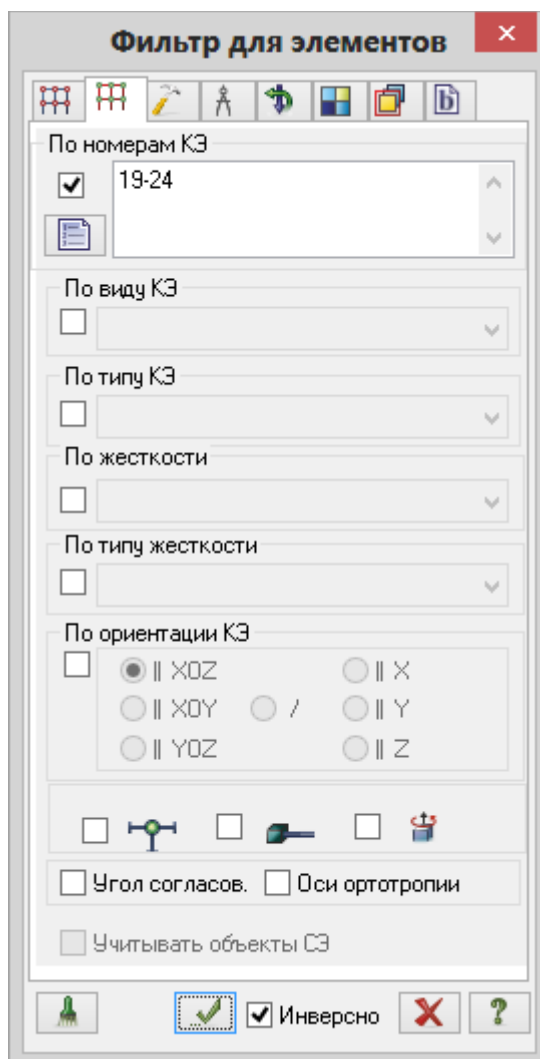 Фильтр для элементов
По номерам КЭ
19-24
По виду КЭ
По типу КЭ
По жесткости
По типу жесткости
По ориентации КЭ
|| XOZ || X
|| XOY / || Y
|| YOZ || Z
Угол согласов. Оси ортотропии
Учитывать объекты СЭ
Инверсно ?